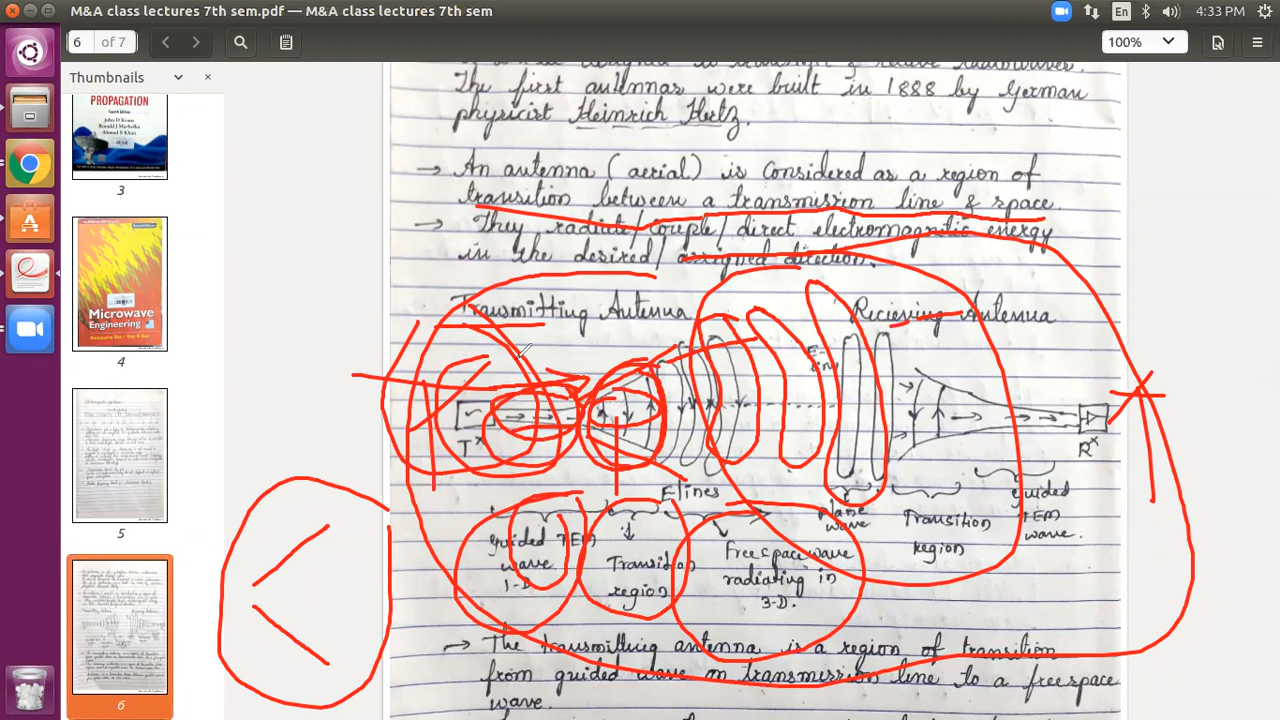 M&A class lectures 7th sem.pdf — M&A class lectures 7th sem
En
4:33 PM
6
of 7
100%
Thumbnails
PROPAGATION
3
Microwave
Engineering
4
5
6
The first antennas were built in 1888 by German
physicist Heinrich Hertz.
→ An antenna (aerial) is considered as a region of
transition between a transmission line & space.
→ They radiate/couple/direct electromagnetic energy
in the desired/assigned direction.
Transmitting Antenna
Recieving Antenna
E-
Tx
Rx
E lines
guided TEM
wave
1-D
Transition
region
Free space wave
radiating in
3-D.
Plane
wave
Transition
region
guided
TEM
wave.
→ The transmitting antenna is a region of transition
from guided wave on transmission line to a freespace
wave.